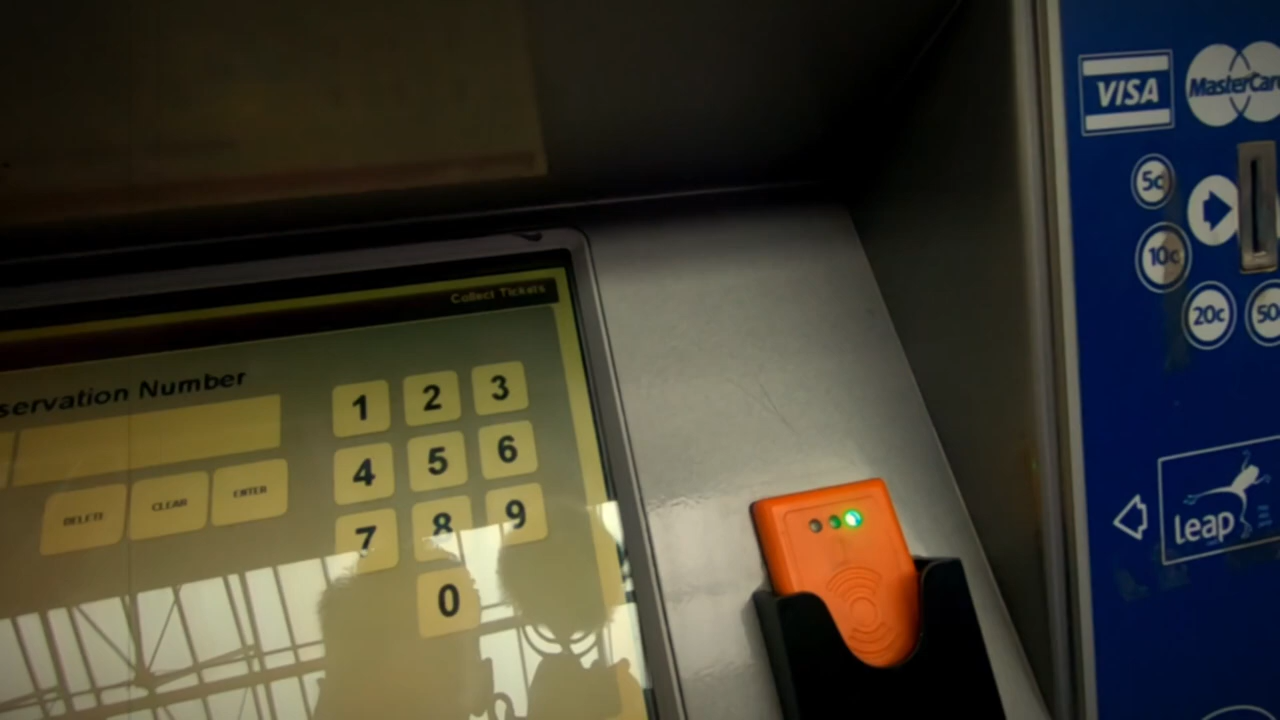 Collect Tickets
servation Number
1 2 3
4 5 6
7 8 9
0
DELETE CLEAR ENTER
VISA MasterCar
5c
10c
20c 50
leap